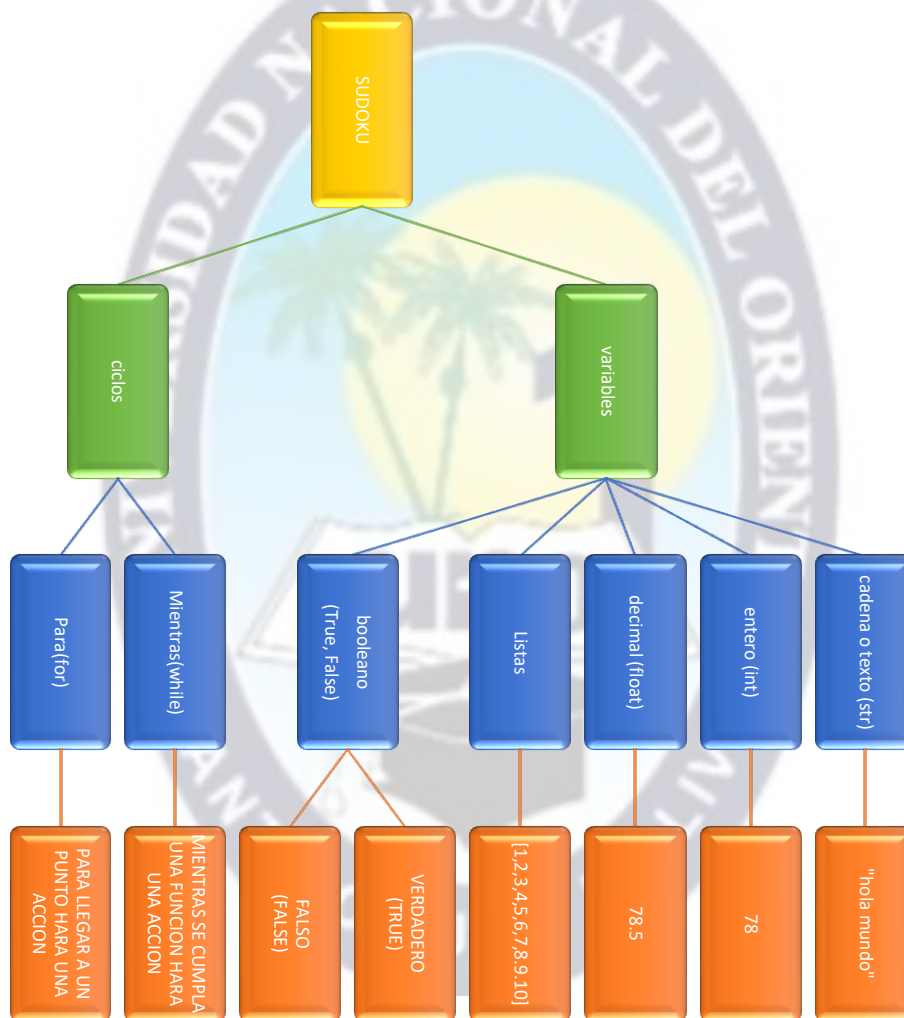 SUDOKU
variables
cadena o texto (str)
"hola mundo"
entero (int)
78
decimal (float)
78.5
Listas
[1,2,3,4,5,6,7,8.9.10]
booleano
(True, False)
VERDADERO
(TRUE)
FALSO
(FALSE)
ciclos
Mientras(while)
MIENTRAS SE CUMPLA
UNA FUNCION HARA
UNA ACCION
Para(for)
PARA LLEGAR A UN
PUNTO HARA UNA
ACCION
NACIONAL DEL